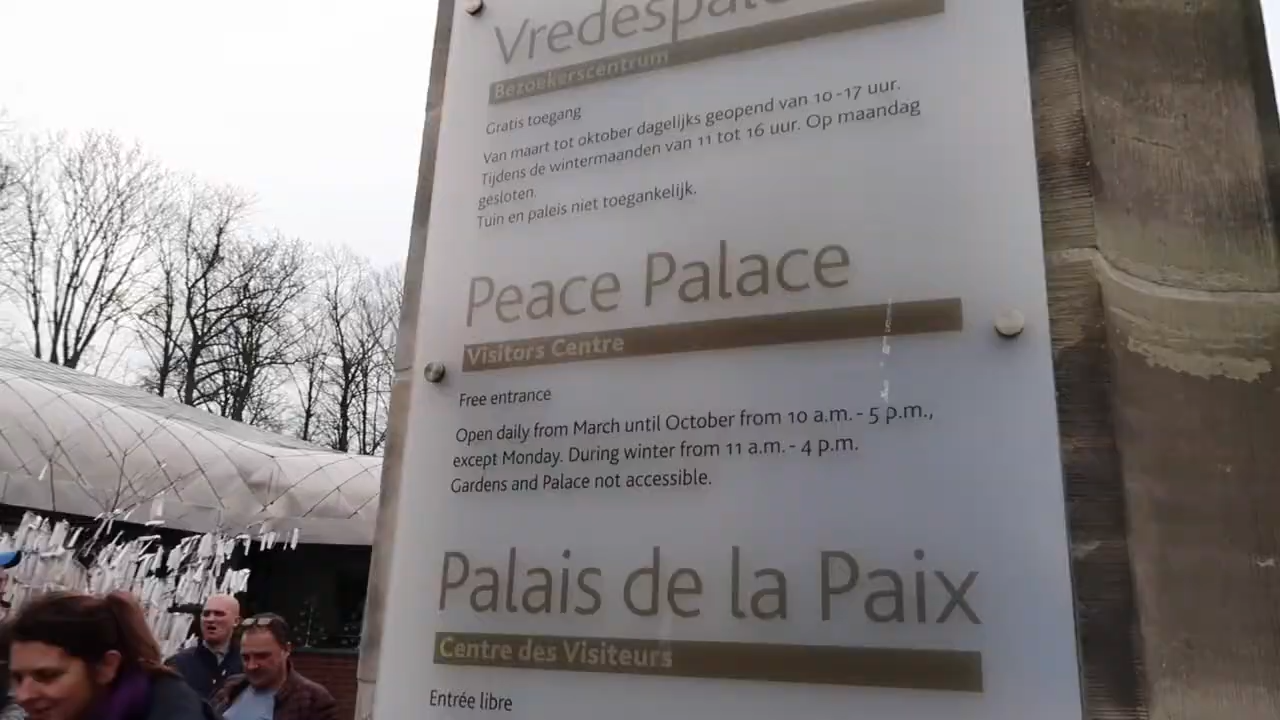 Bezoekerscentrum
Gratis toegang
Van maart tot oktober dagelijks geopend van 10 -17 uur.
Tijdens de wintermaanden van 11 tot 16 uur. Op maandag
gesloten.
Tuin en paleis niet toegankelijk.
Peace Palace
Visitors Centre
Free entrance
Open daily from March until October from 10 a.m. - 5 p.m.,
except Monday. During winter from 11 a.m. - 4 p.m.
Gardens and Palace not accessible.
Palais de la Paix
Centre des Visiteurs
Entrée libre